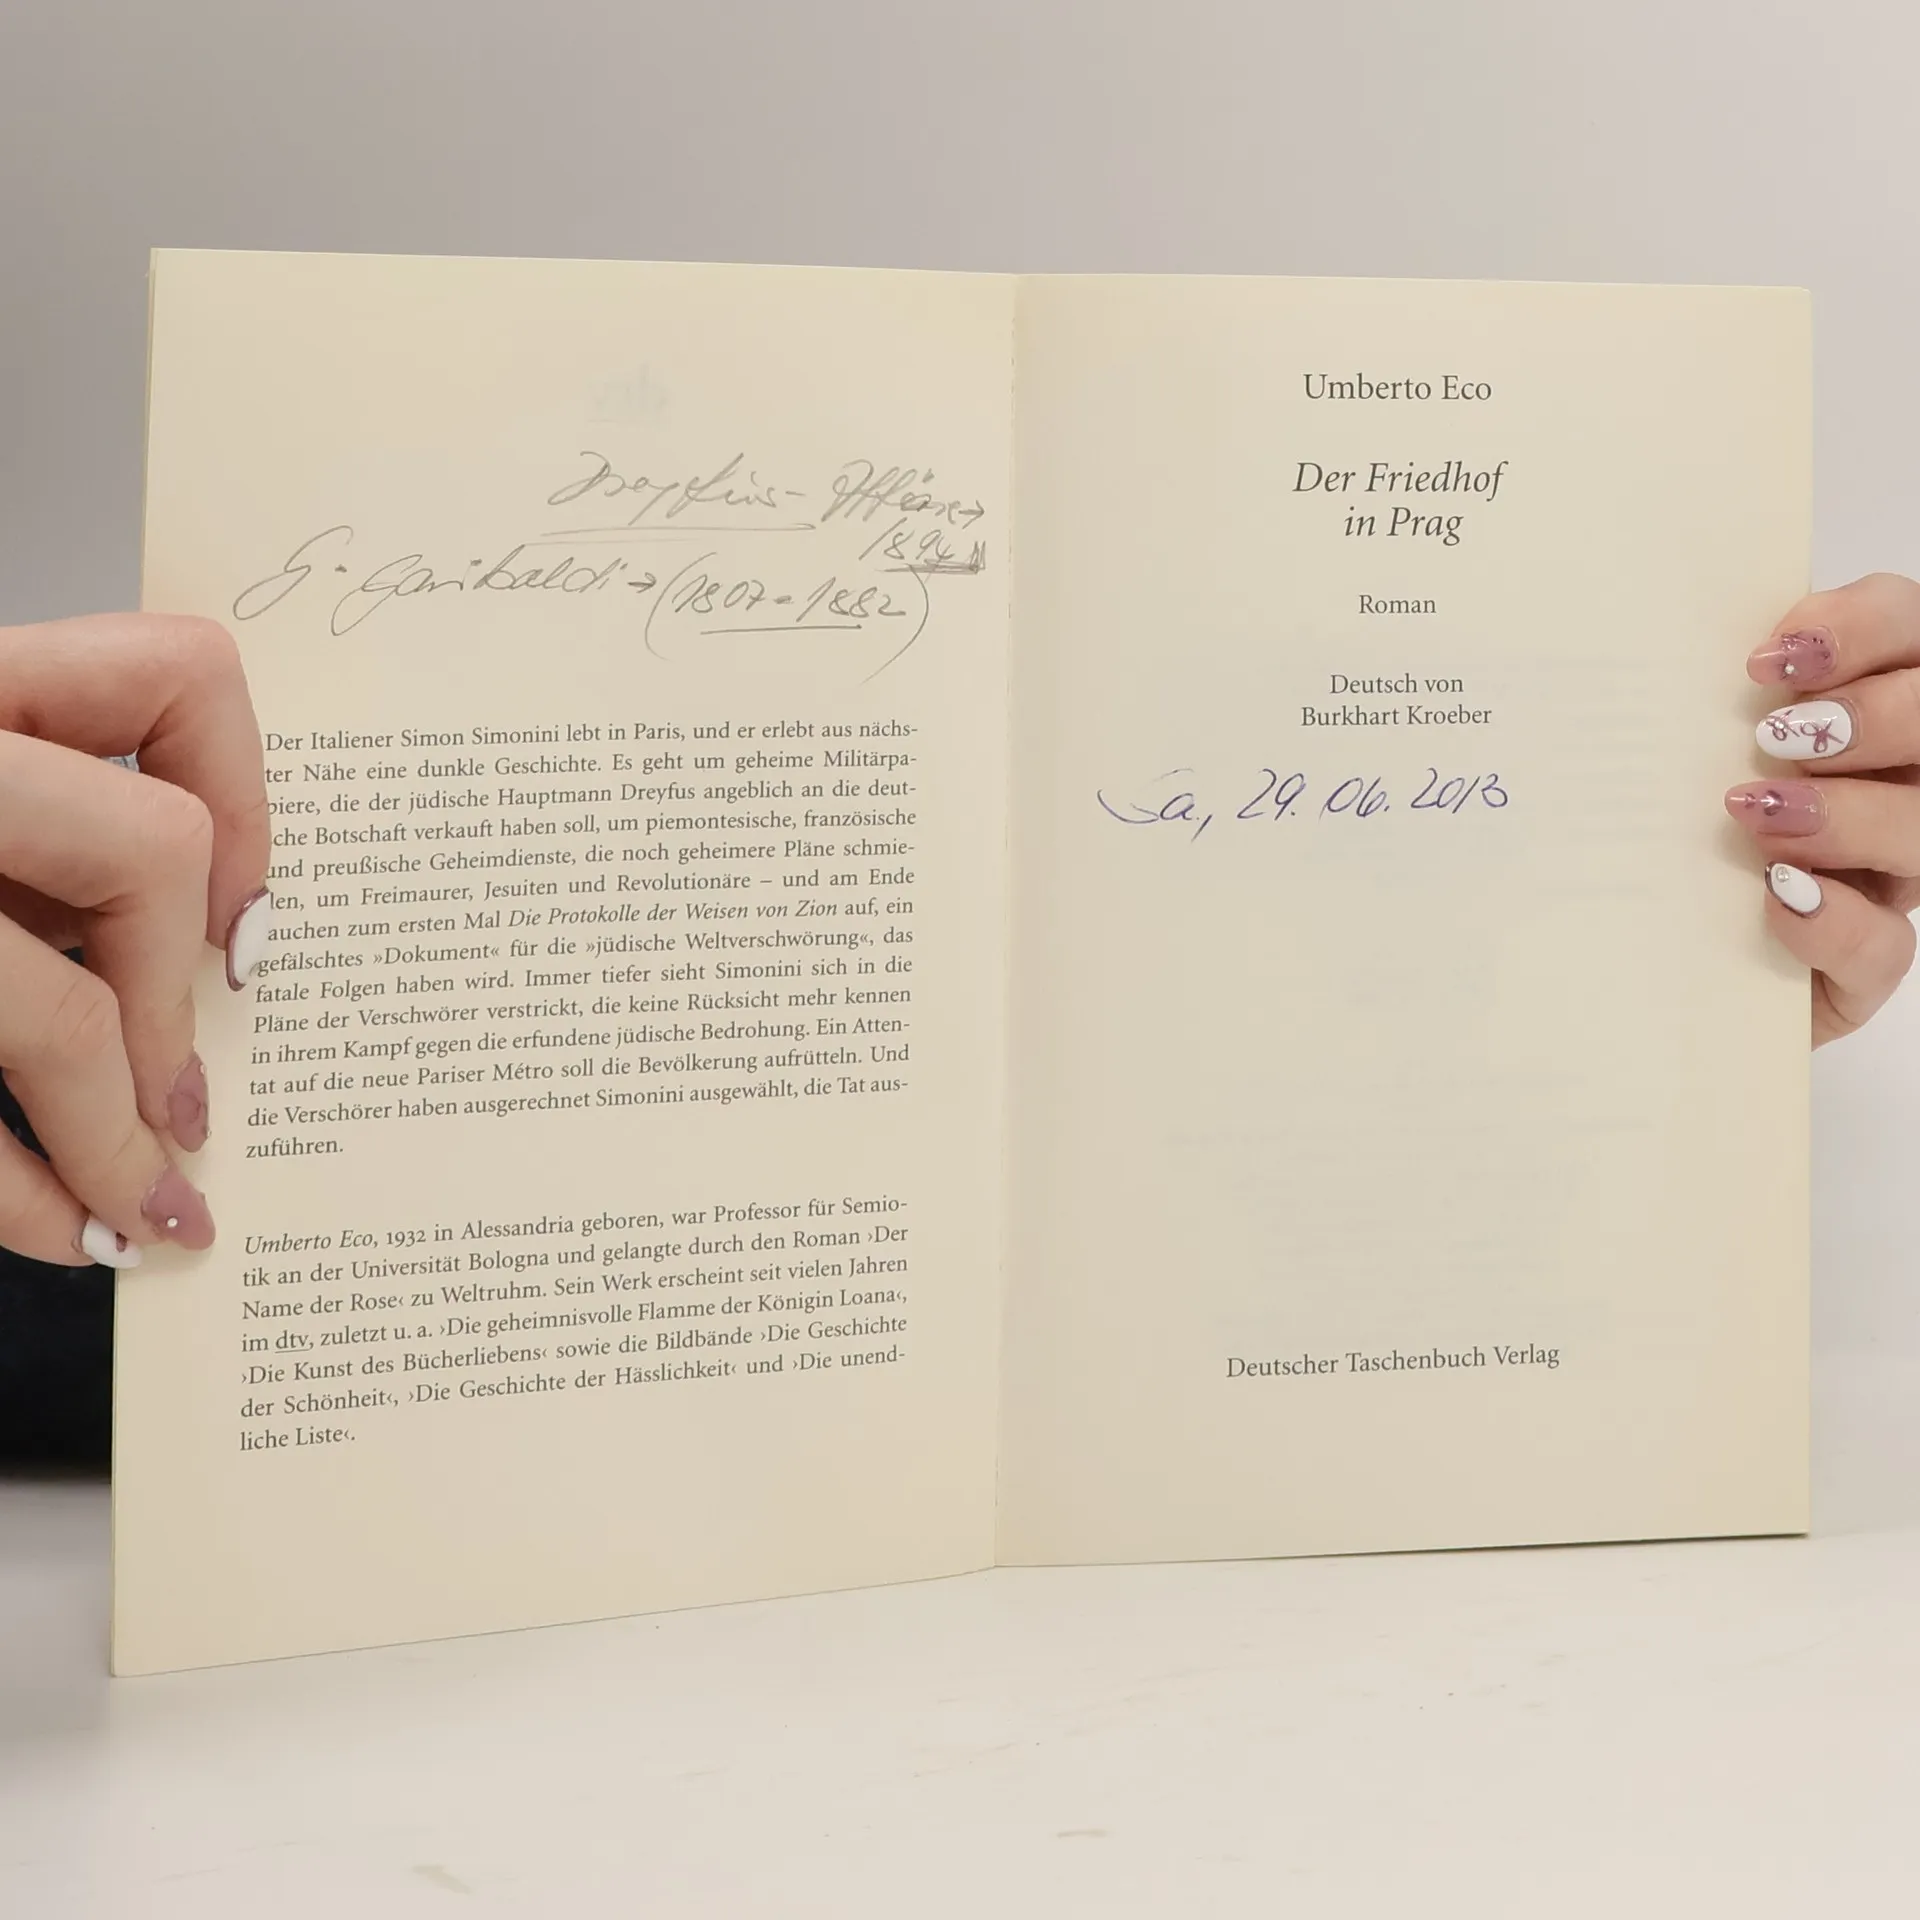 Dreyfus-Affäre→
1894
G. Garibaldi→(1807-1882)
Der Italiener Simon Simonini lebt in Paris, und er erlebt aus nächs-
ter Nähe eine dunkle Geschichte. Es geht um geheime Militärpa-
piere, die der jüdische Hauptmann Dreyfus angeblich an die deut-
che Botschaft verkauft haben soll, um piemontesische, französische
und preußische Geheimdienste, die noch geheimere Pläne schmie-
len, um Freimaurer, Jesuiten und Revolutionäre – und am Ende
auchen zum ersten Mal Die Protokolle der Weisen von Zion auf, ein
gefälschtes »Dokument« für die »jüdische Weltverschwörung«, das
fatale Folgen haben wird. Immer tiefer sieht Simonini sich in die
Pläne der Verschwörer verstrickt, die keine Rücksicht mehr kennen
in ihrem Kampf gegen die erfundene jüdische Bedrohung. Ein Atten-
tat auf die neue Pariser Métro soll die Bevölkerung aufrütteln. Und
die Verschörer haben ausgerechnet Simonini ausgewählt, die Tat aus-
zuführen.
Umberto Eco, 1932 in Alessandria geboren, war Professor für Semio-
tik an der Universität Bologna und gelangte durch den Roman ›Der
Name der Rose‹ zu Weltruhm. Sein Werk erscheint seit vielen Jahren
im dtv, zuletzt u. a. ›Die geheimnisvolle Flamme der Königin Loana‹,
›Die Kunst des Bücherliebens‹ sowie die Bildbände ›Die Geschichte
der Schönheit‹, ›Die Geschichte der Hässlichkeit‹ und ›Die unend-
liche Liste‹.
Umberto Eco
Der Friedhof
in Prag
Roman
Deutsch von
Burkhart Kroeber
Sa., 29. 06. 2013
Deutscher Taschenbuch Verlag